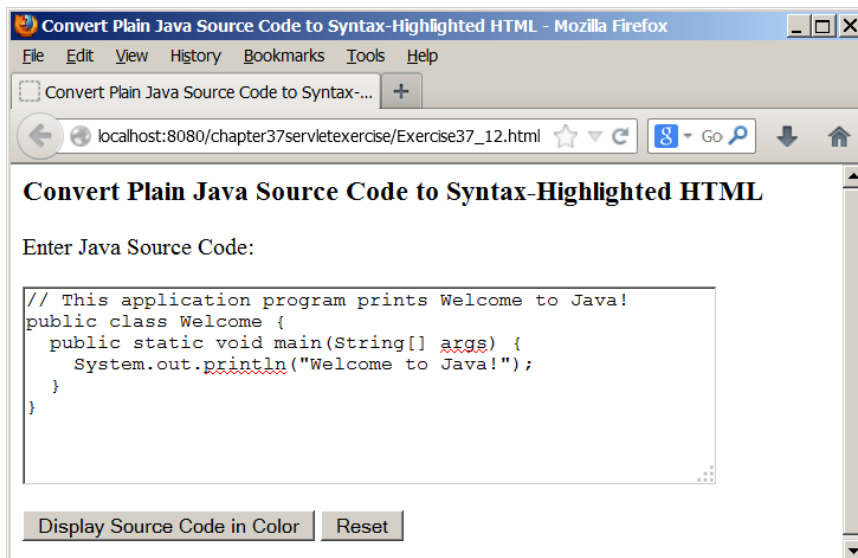 Convert Plain Java Source Code to Syntax-Highlighted HTML - Mozilla Firefox
File Edit View History Bookmarks Tools Help
Convert Plain Java Source Code to Syntax-... +
localhost:8080/chapter37servletexercise/Exercise37_12.html 8 Go
Convert Plain Java Source Code to Syntax-Highlighted HTML
Enter Java Source Code:
// This application program prints Welcome to Java!
public class Welcome {
  public static void main(String[] args) {
    System.out.println("Welcome to Java!");
  }
}
Display Source Code in Color Reset